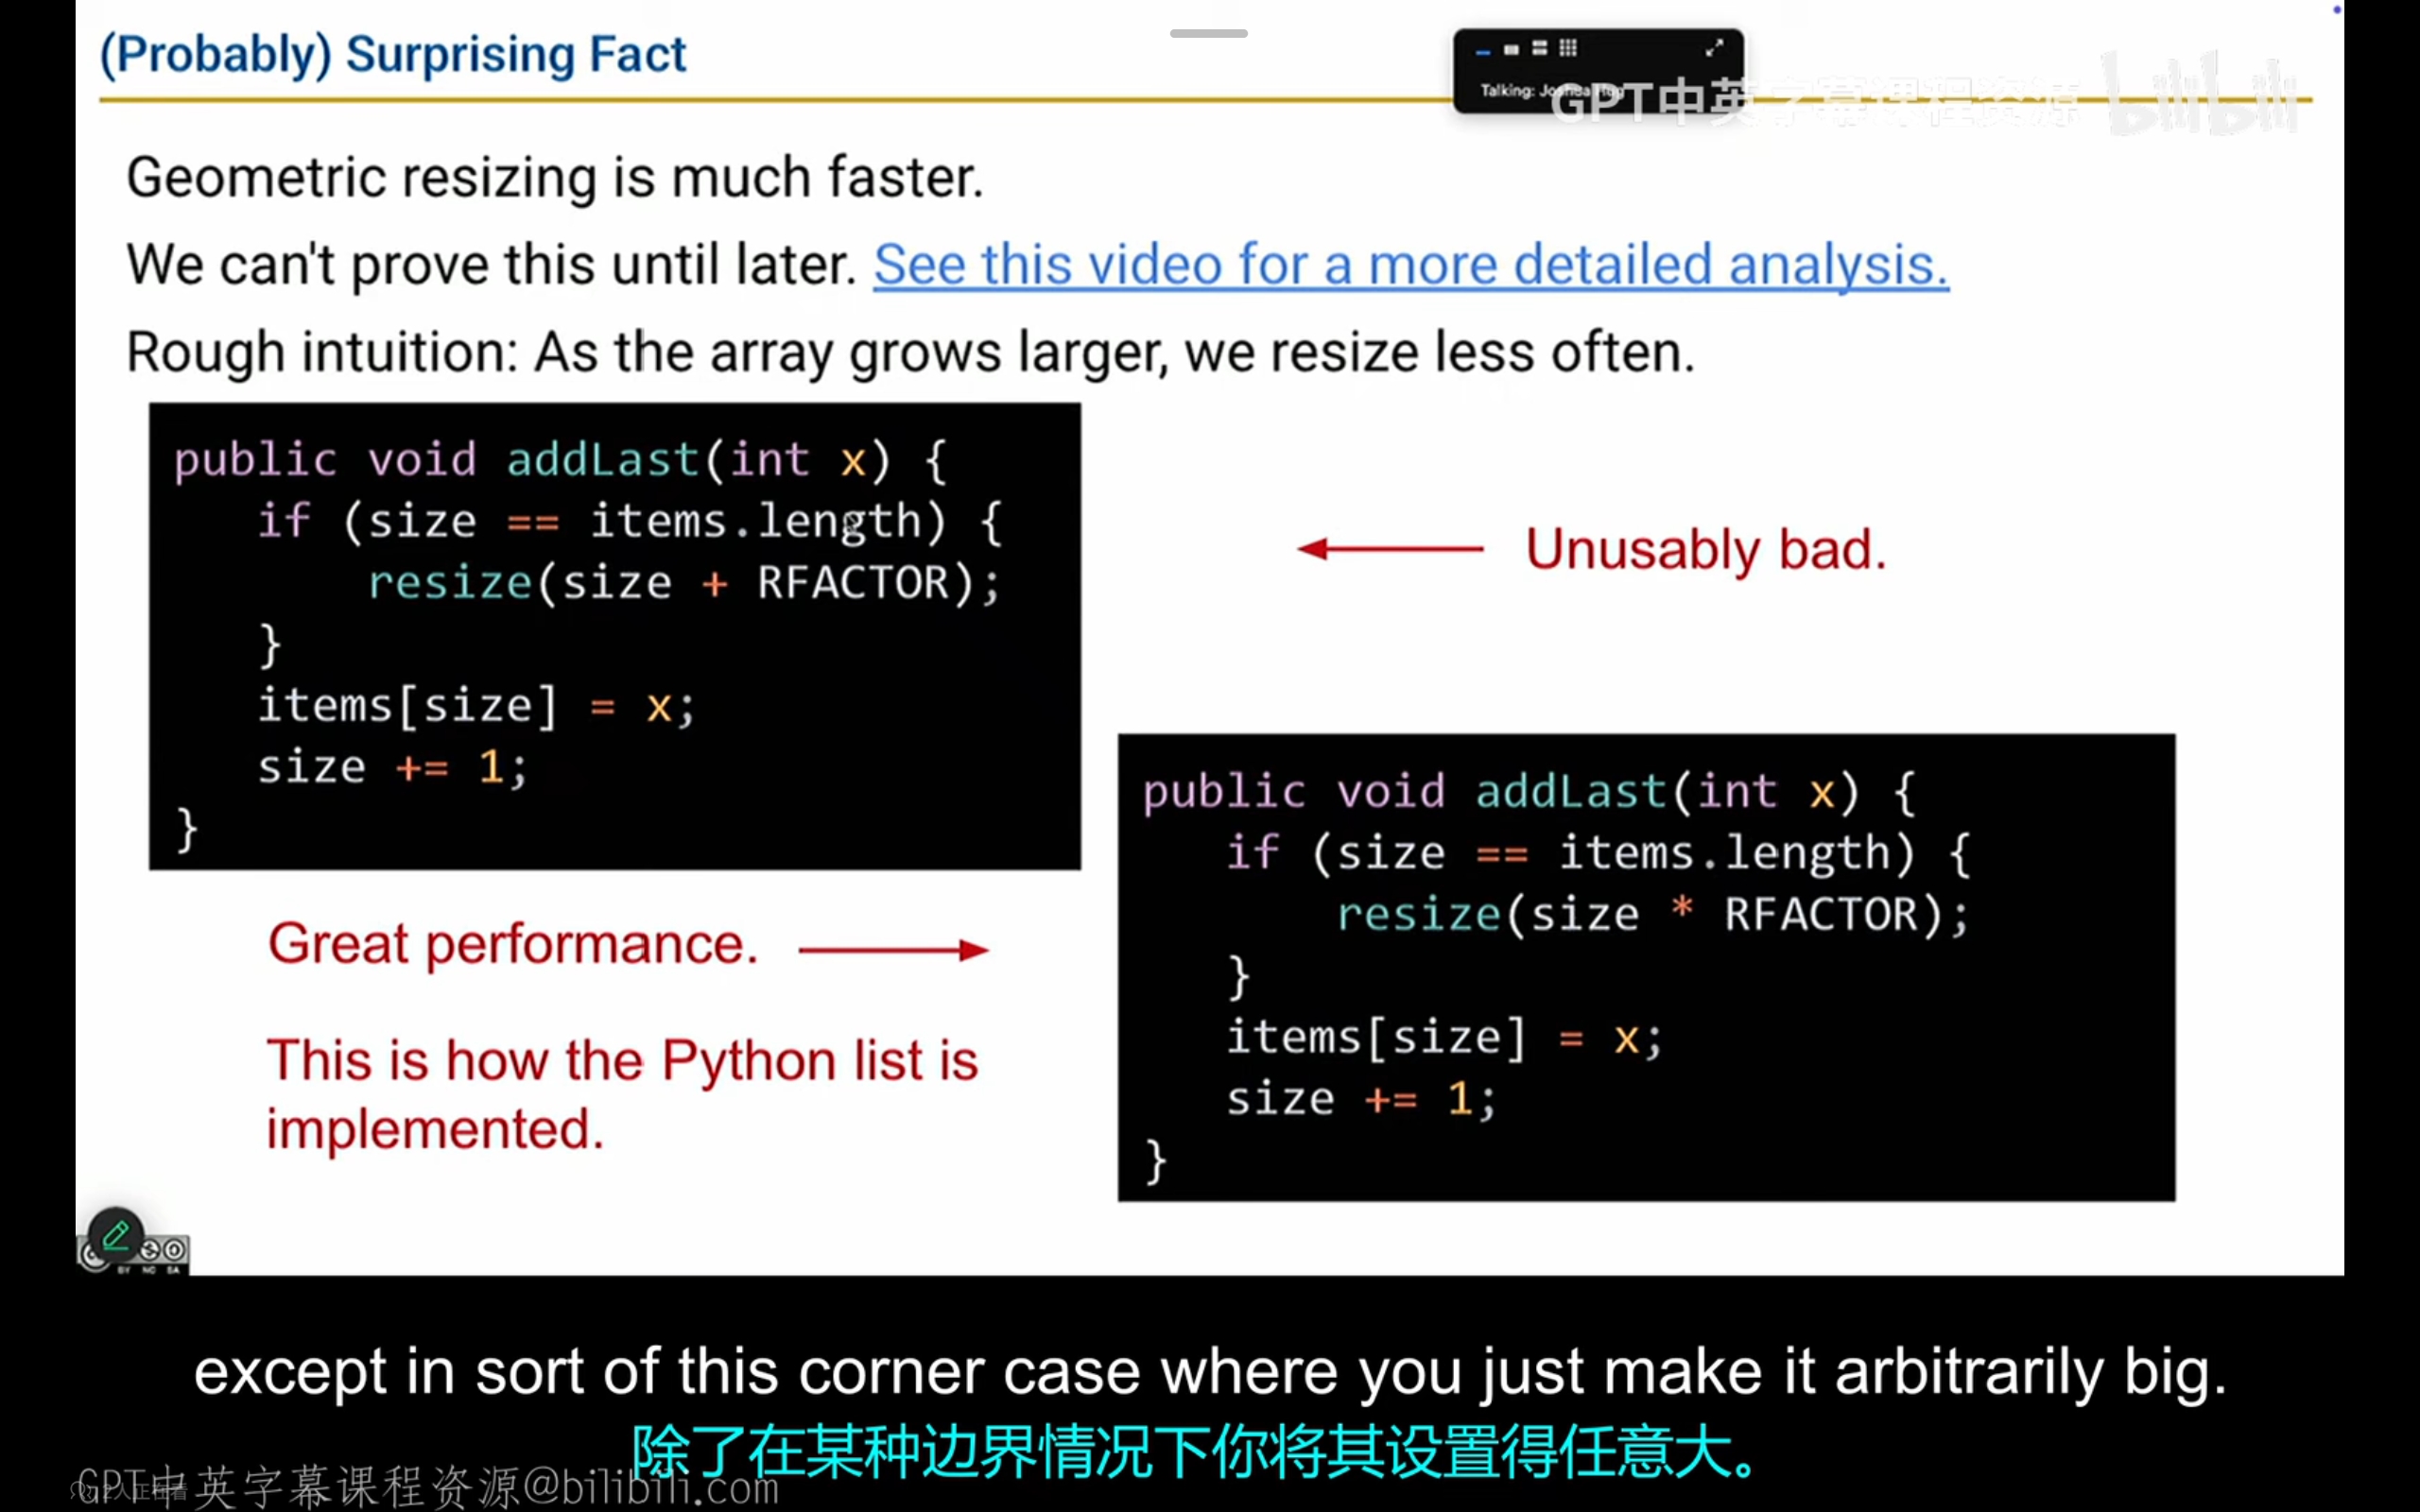 (Probably) Surprising Fact
Talking: Joshua Hug
GPT中英字幕课程资源 bilibili
Geometric resizing is much faster.
We can't prove this until later. See this video for a more detailed analysis.
Rough intuition: As the array grows larger, we resize less often.
public void addLast(int x) {
if (size == items.length) {
resize(size + RFACTOR);
}
items[size] = x;
size += 1;
}
Unusably bad.
Great performance.
This is how the Python list is
implemented.
public void addLast(int x) {
if (size == items.length) {
resize(size * RFACTOR);
}
items[size] = x;
size += 1;
}
BY NC SA
except in sort of this corner case where you just make it arbitrarily big.
除了在某种边界情况下你将其设置得任意大。
GPT中英字幕课程资源@bilibili.com
2人正在看